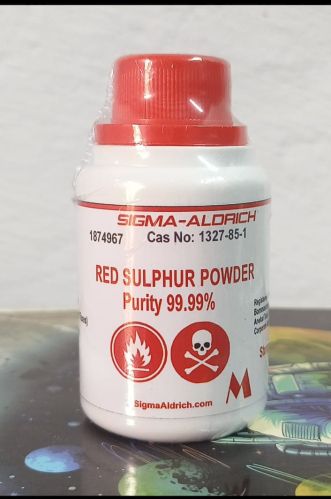 SIGMA-ALDRICH
1874967 Cas No: 1327-85-1
RED SULPHUR POWDER
Purity 99.99%
M
SigmaAldrich.com